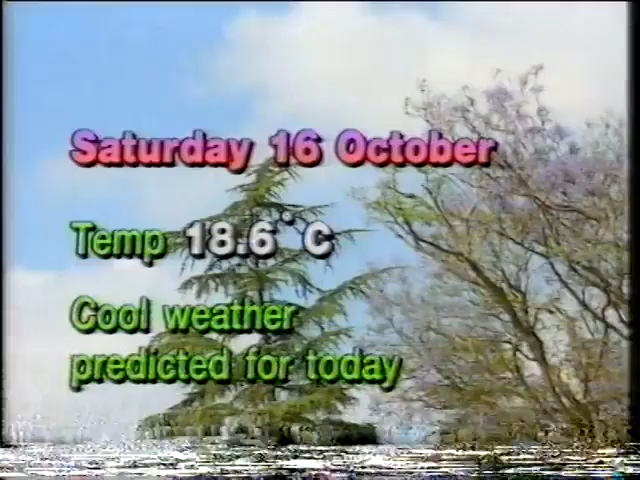 Saturday 16 October
Temp 18.6°C
Cool weather
predicted for today